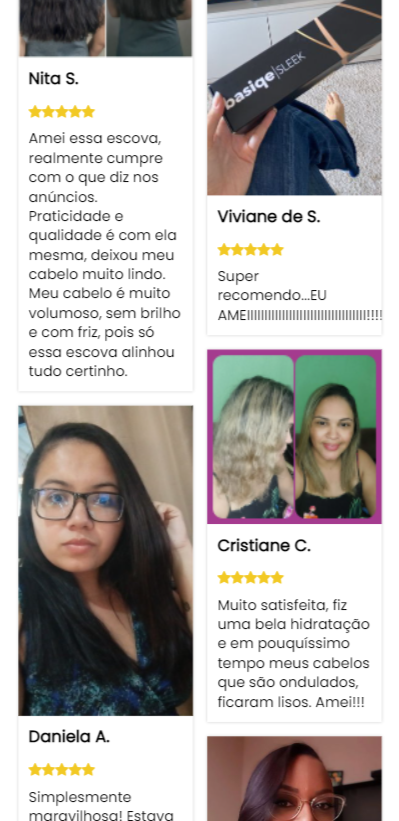 Nita S.
Amei essa escova,
realmente cumpre
com o que diz nos
anúncios.
Praticidade e
qualidade é com ela
mesma, deixou meu
cabelo muito lindo.
Meu cabelo é muito
volumoso, sem brilho
e com friz, pois só
essa escova alinhou
tudo certinho.
Daniela A.
Simplesmente
maravilhosa! Estava
basiqe|SLEEK
Viviane de S.
Super
recomendo...EU
AMEIIIIIIIIIIIIIIIIIIIIIIIIIIIIIIIIIII!!!!
Cristiane C.
Muito satisfeita, fiz
uma bela hidratação
e em pouquíssimo
tempo meus cabelos
que são ondulados,
ficaram lisos. Amei!!!